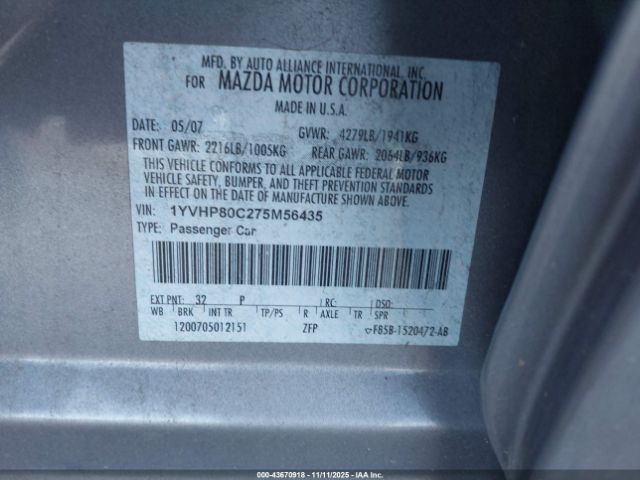 MFD. BY AUTO ALLIANCE INTERNATIONAL, INC.
FOR MAZDA MOTOR CORPORATION
MADE IN U.S.A.
DATE: 05/07 GVWR: 4279LB/1941KG
FRONT GAWR: 2216LB/1005KG REAR GAWR: 2064LB/936KG
THIS VEHICLE CONFORMS TO ALL APPLICABLE FEDERAL MOTOR
VEHICLE SAFETY, BUMPER, AND THEFT PREVENTION STANDARDS
IN EFFECT ON THE DATE OF MANUFACTURE SHOWN ABOVE.
VIN: 1YVHP80C275M56435
TYPE: Passenger Car
EXT PNT: 32 P RC: DSO:
WB BRK INT TR TP/PS R AXLE TR SPR
1200705012151 ZFP FB5B-1520472-AB
000-43670918 - 11/11/2025 - IAAI.com